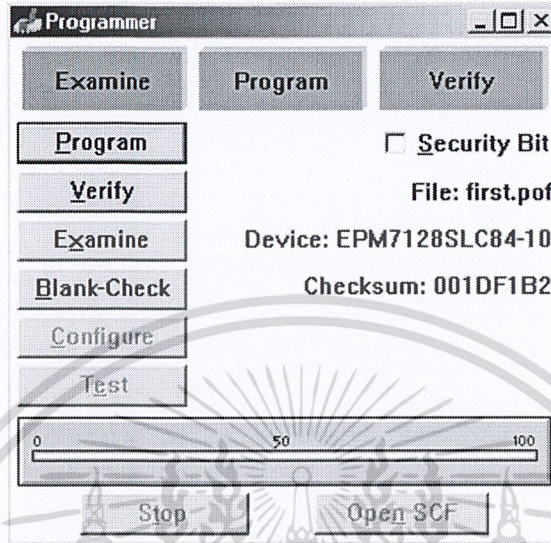 Programmer
Examine Program Verify
Program
Security Bit
Verify
File: first.pof
Examine
Device: EPM7128SLC84-10
Blank-Check
Checksum: 001DF1B2
Configure
Test
0 50 100
Stop Open SCF